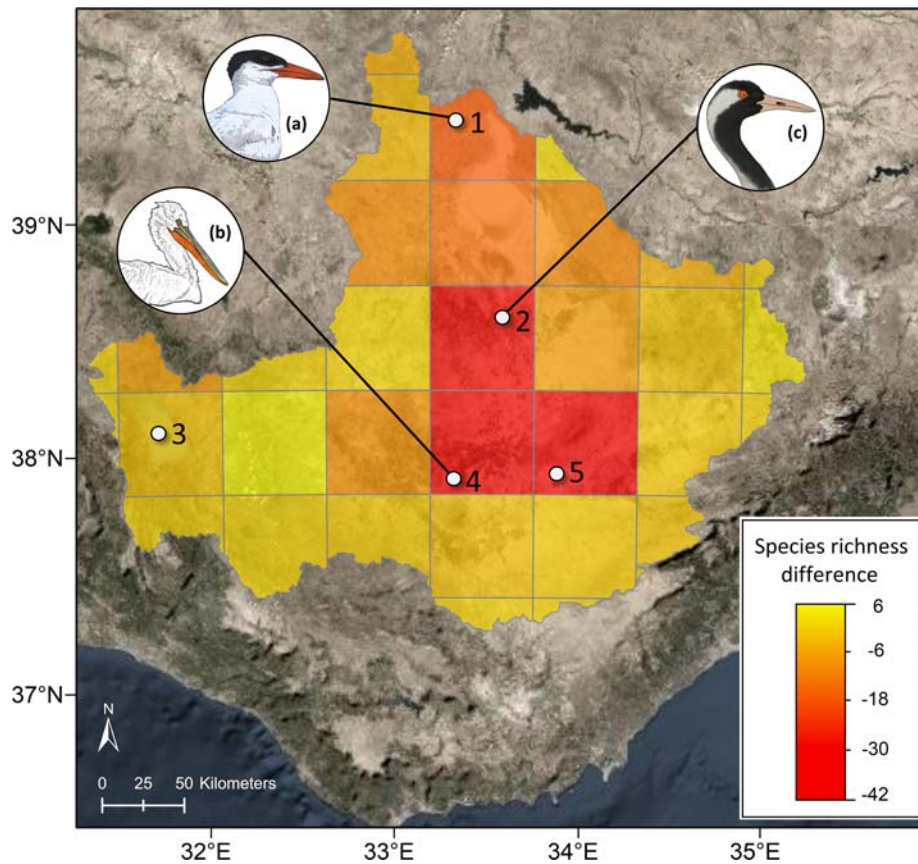 (a)
(c)
(b)
1
2
3
4
5
39°N
38°N
37°N
32°E
33°E
34°E
35°E
N
0 25 50 Kilometers
Species richness
difference
6
-6
-18
-30
-42